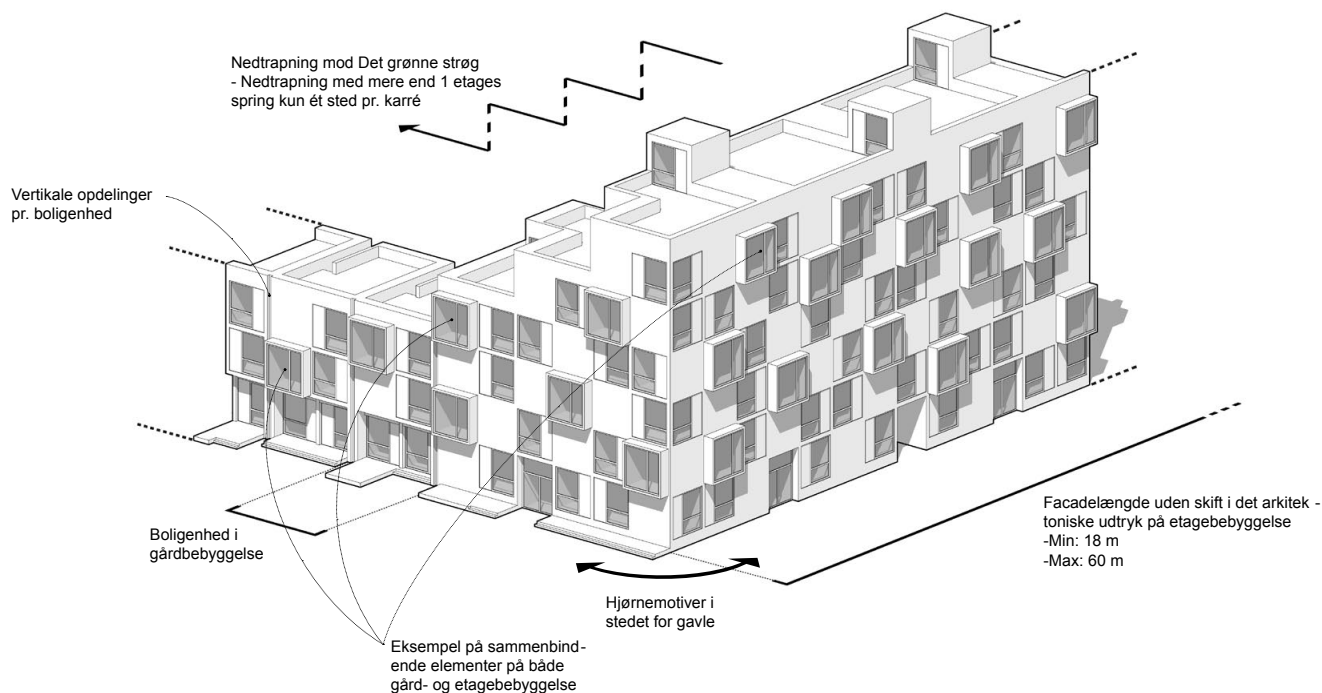 Nedtrapning mod Det grønne strøg
- Nedtrapning med mere end 1 etages
spring kun ét sted pr. karré
Vertikale opdelinger
pr. boligenhed
Boligenhed i
gårdbebyggelse
Eksempel på sammenbind-
ende elementer på både
gård- og etagebebyggelse
Hjørnemotiver i
stedet for gavle
Facadelængde uden skift i det arkitek -
toniske udtryk på etagebebyggelse
-Min: 18 m
-Max: 60 m